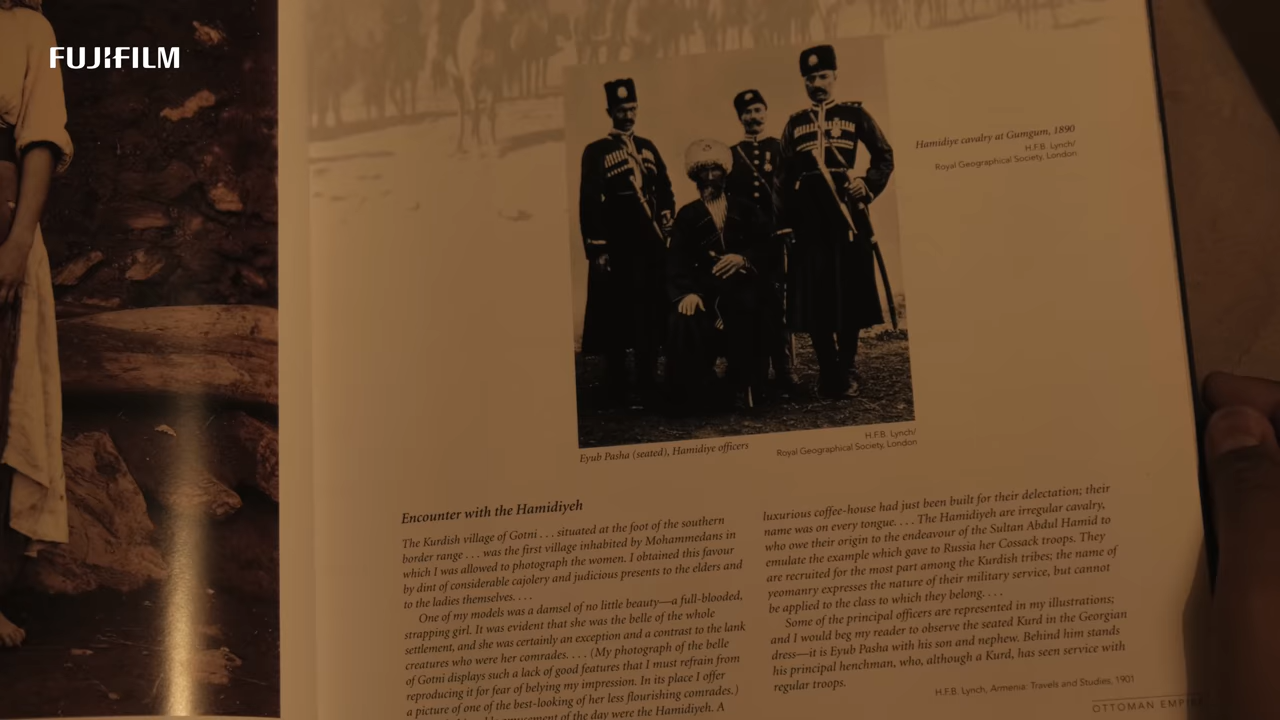 FUJIFILM
Hamidiye cavalry at Gumgum, 1890
H.F.B. Lynch/
Royal Geographical Society, London
Eyub Pasha (seated), Hamidiye officers
H.F.B. Lynch/
Royal Geographical Society, London
Encounter with the Hamidiyeh
The Kurdish village of Gotni . . . situated at the foot of the southern
border range . . . was the first village inhabited by Mohammedans in
which I was allowed to photograph the women. I obtained this favour
by dint of considerable cajolery and judicious presents to the elders and
to the ladies themselves. . . .
One of my models was a damsel of no little beauty—a full-blooded,
strapping girl. It was evident that she was the belle of the whole
settlement, and she was certainly an exception and a contrast to the lank
creatures who were her comrades. . . . (My photograph of the belle
of Gotni displays such a lack of good features that I must refrain from
reproducing it for fear of belying my impression. In its place I offer
a picture of one of the best-looking of her less flourishing comrades.)
amusement of the day were the Hamidiyeh. A
luxurious coffee-house had just been built for their delectation; their
name was on every tongue. . . . The Hamidiyeh are irregular cavalry,
who owe their origin to the endeavour of the Sultan Abdul Hamid to
emulate the example which gave to Russia her Cossack troops. They
are recruited for the most part among the Kurdish tribes; the name of
yeomanry expresses the nature of their military service, but cannot
be applied to the class to which they belong. . . .
Some of the principal officers are represented in my illustrations;
and I would beg my reader to observe the seated Kurd in the Georgian
dress—it is Eyub Pasha with his son and nephew. Behind him stands
his principal henchman, who, although a Kurd, has seen service with
regular troops.
H.F.B. Lynch, Armenia: Travels and Studies, 1901
OTTOMAN